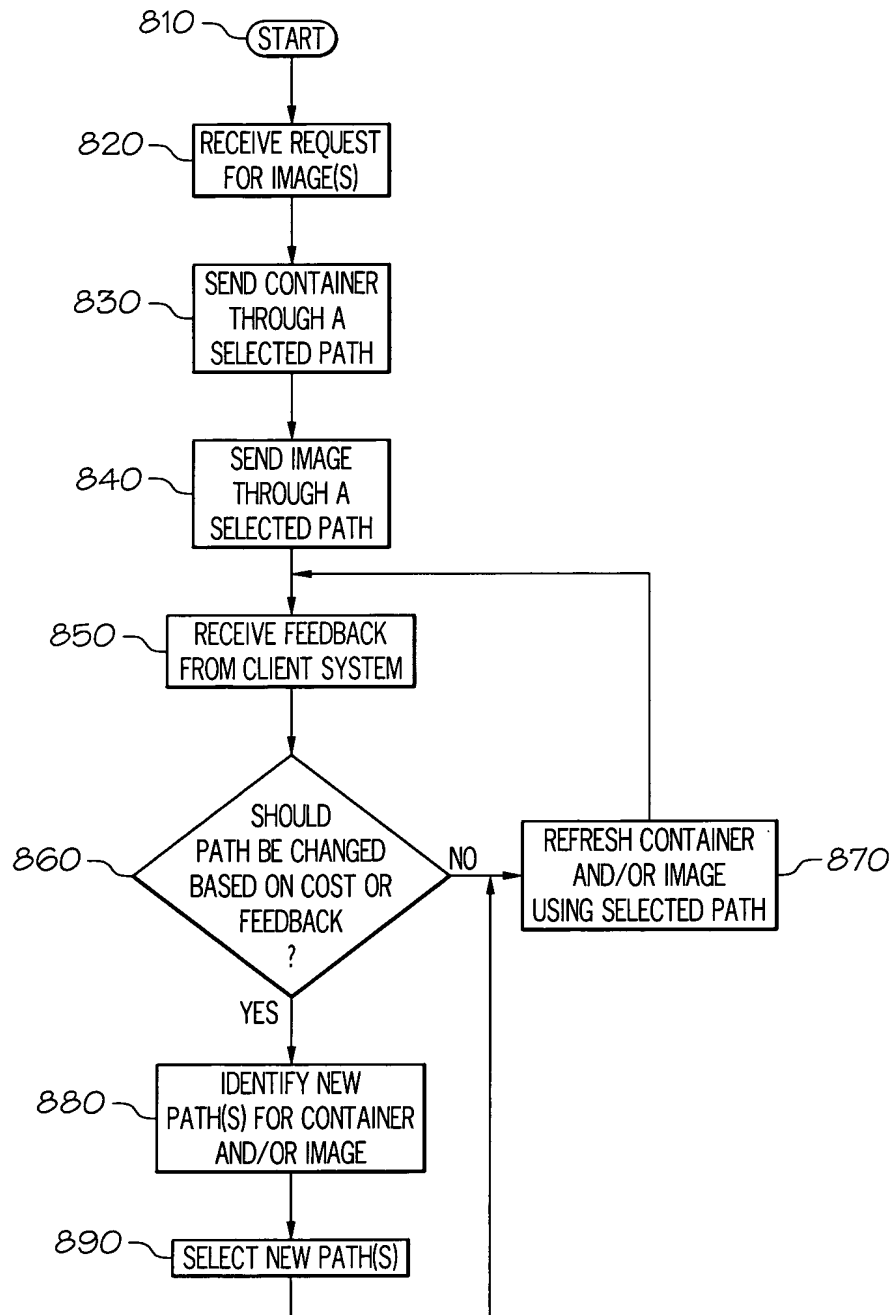 810
START
820
RECEIVE REQUEST
FOR IMAGE(S)
830
SEND CONTAINER
THROUGH A
SELECTED PATH
840
SEND IMAGE
THROUGH A
SELECTED PATH
850
RECEIVE FEEDBACK
FROM CLIENT SYSTEM
860
SHOULD
PATH BE CHANGED
BASED ON COST OR
FEEDBACK
?
NO
REFRESH CONTAINER
AND/OR IMAGE
USING SELECTED PATH
870
YES
880
IDENTIFY NEW
PATH(S) FOR CONTAINER
AND/OR IMAGE
890
SELECT NEW PATH(S)